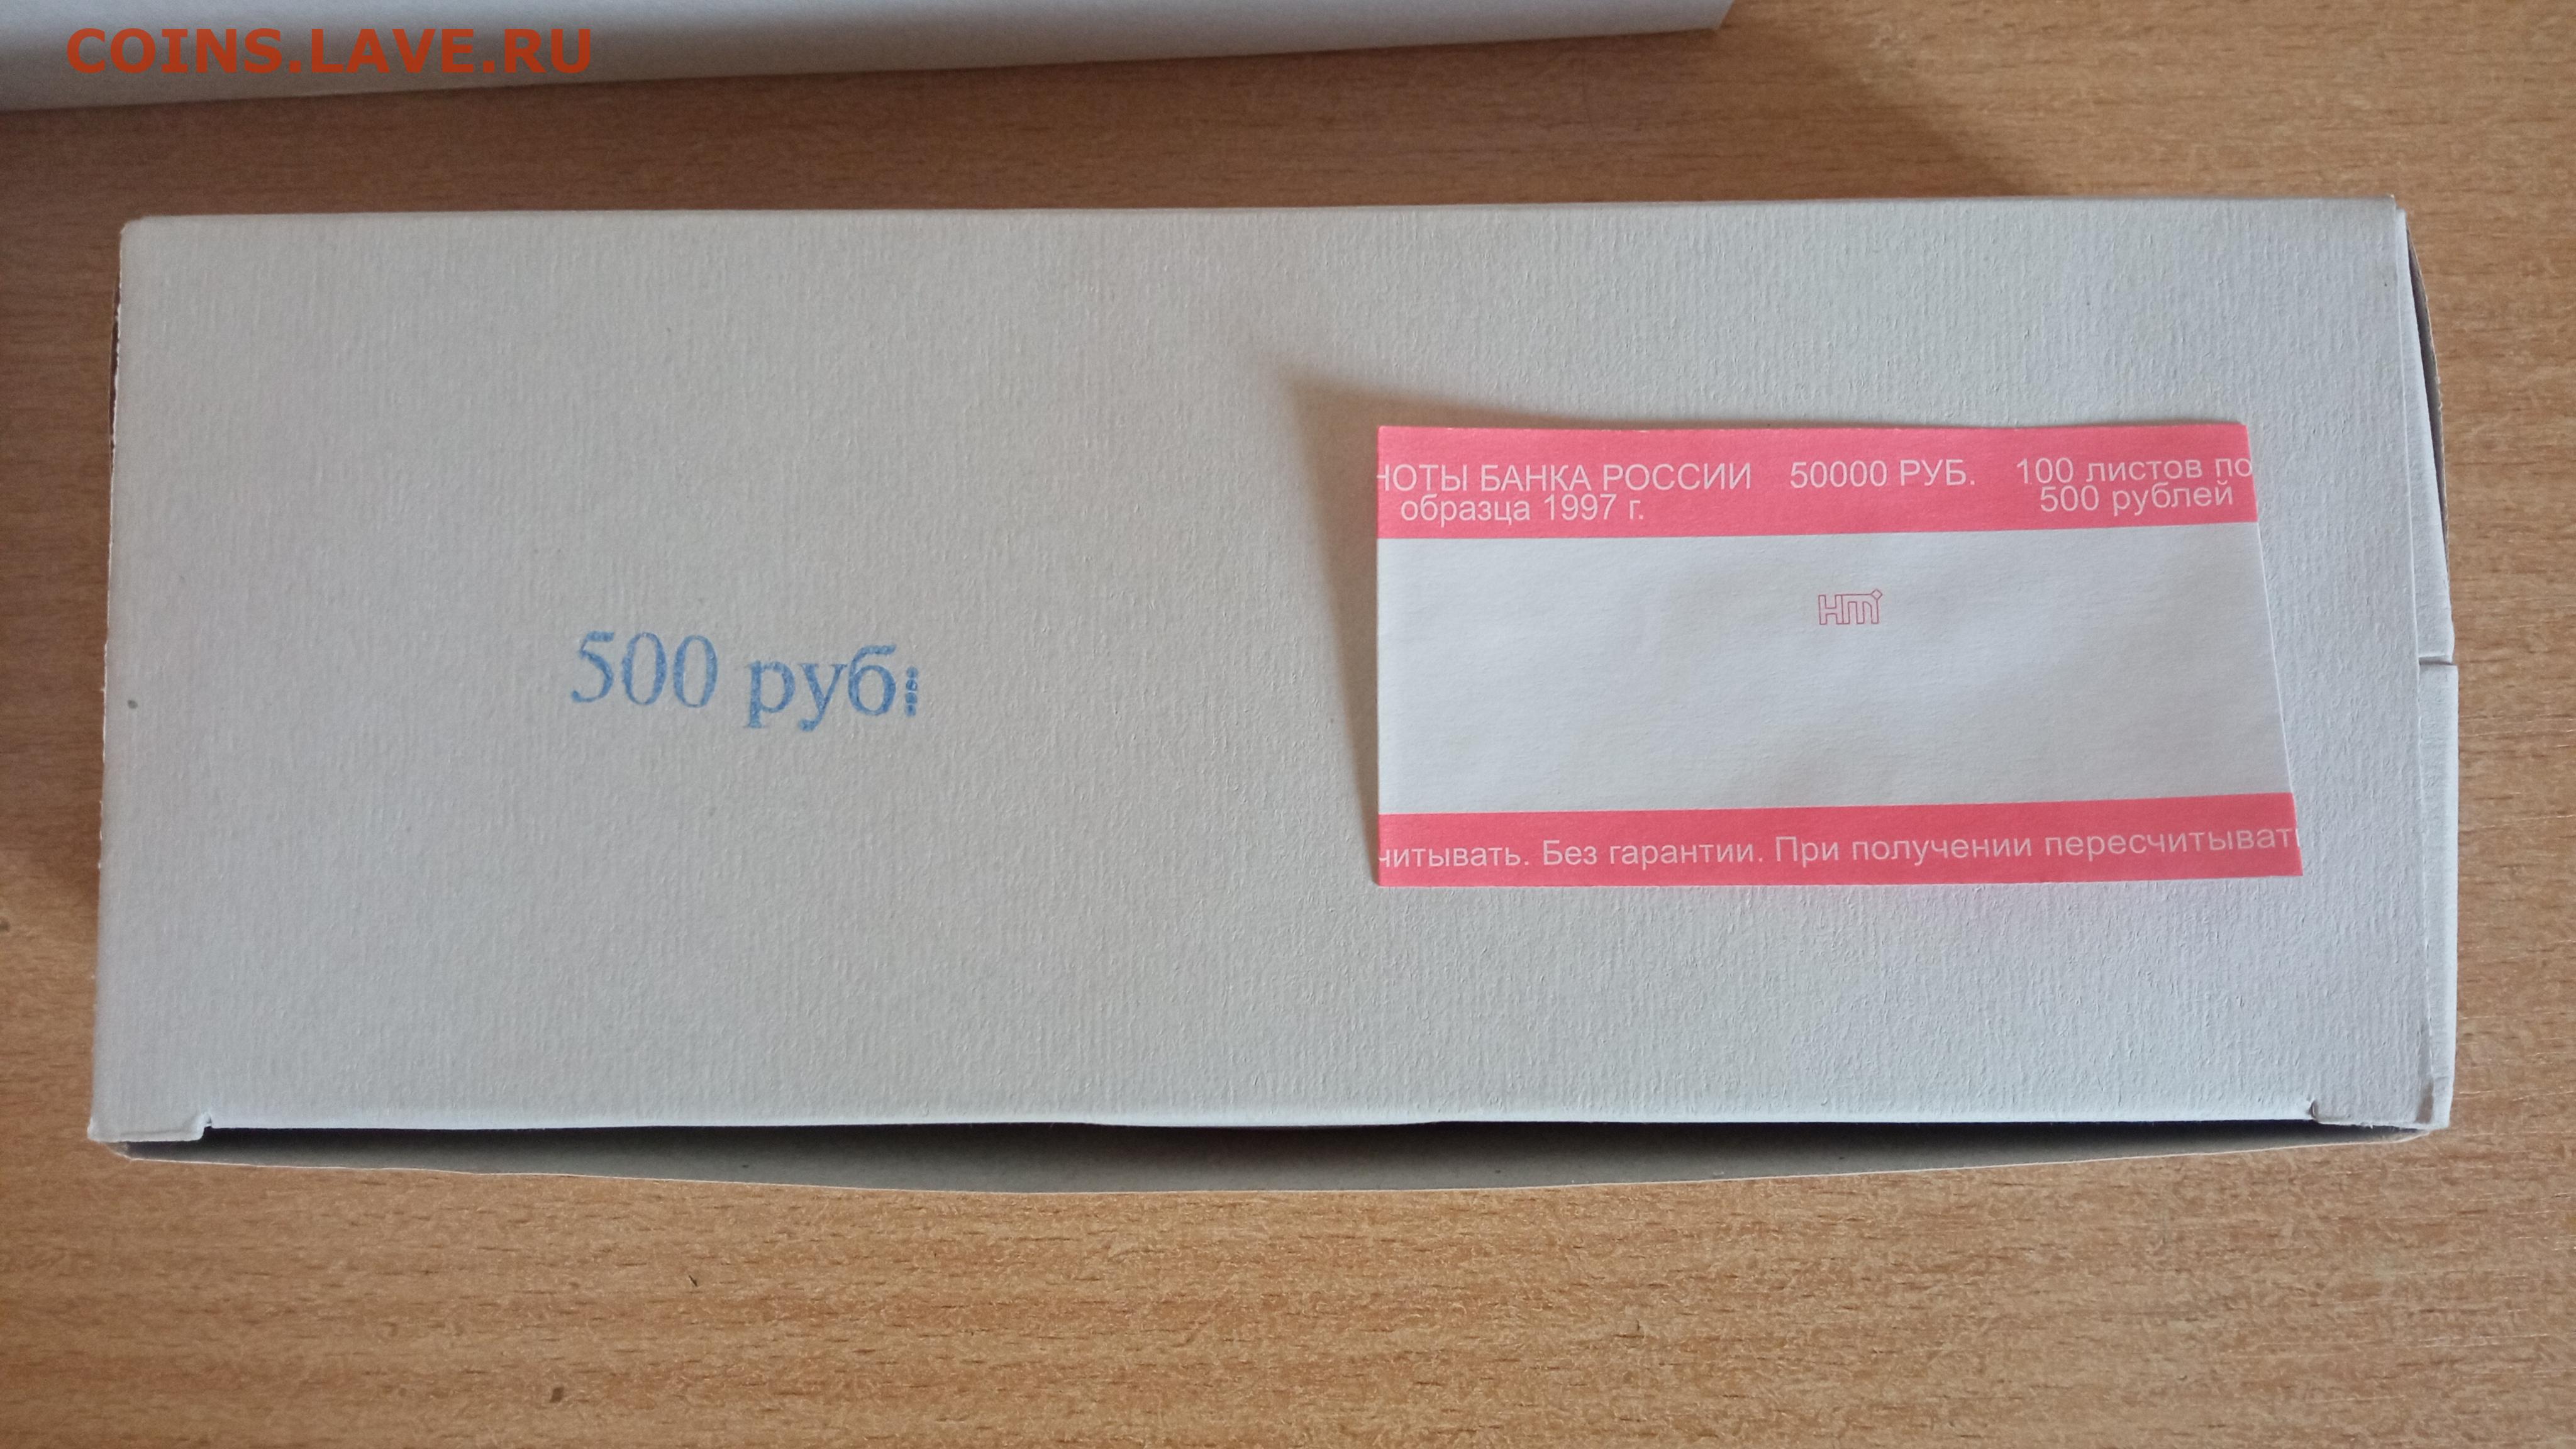 COINS.LAVE.RU
500 руб.
НОТЫ БАНКА РОССИИ 50000 РУБ. 100 листов по
образца 1997 г. 500 рублей
нт
читывать. Без гарантии. При получении пересчитыват